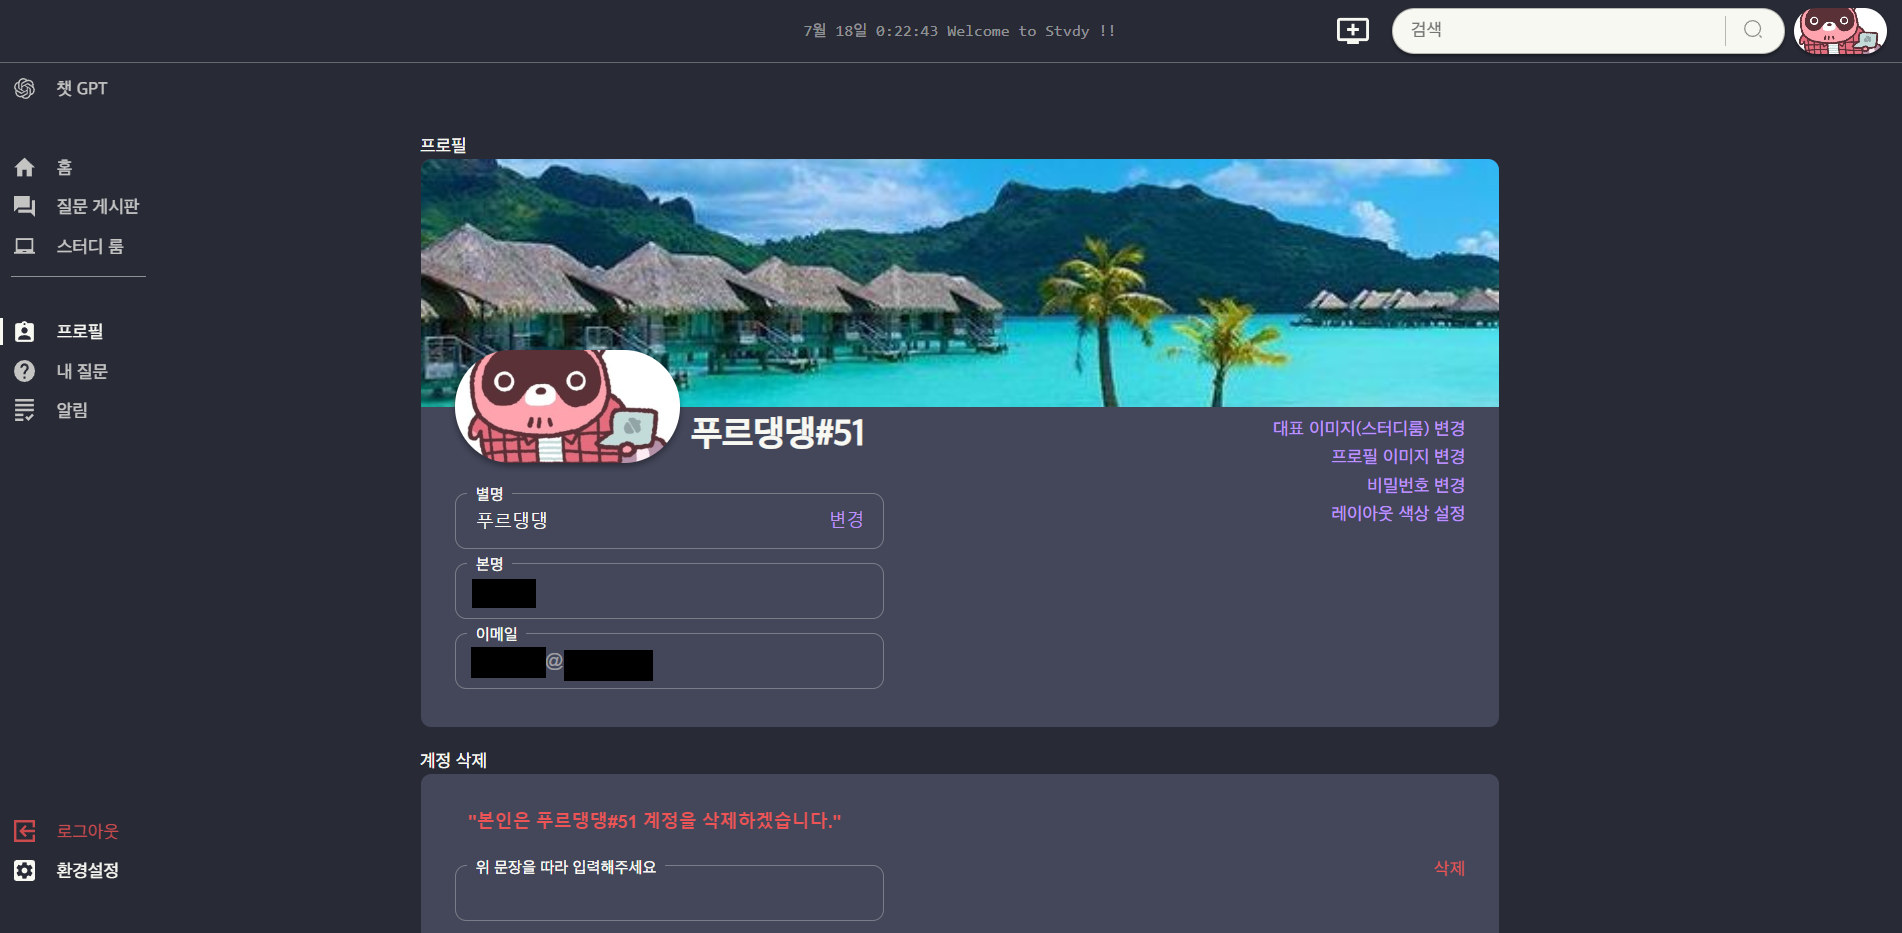 7월 18일 0:22:43 Welcome to Stvdy !!
검색
챗 GPT
홈
질문 게시판
스터디 룸
프로필
내 질문
알림
로그아웃
환경설정
프로필
푸르댕댕#51
대표 이미지(스터디룸) 변경
프로필 이미지 변경
비밀번호 변경
레이아웃 색상 설정
별명
푸르댕댕 변경
본명
이메일
@
계정 삭제
"본인은 푸르댕댕#51 계정을 삭제하겠습니다."
위 문장을 따라 입력해주세요
삭제